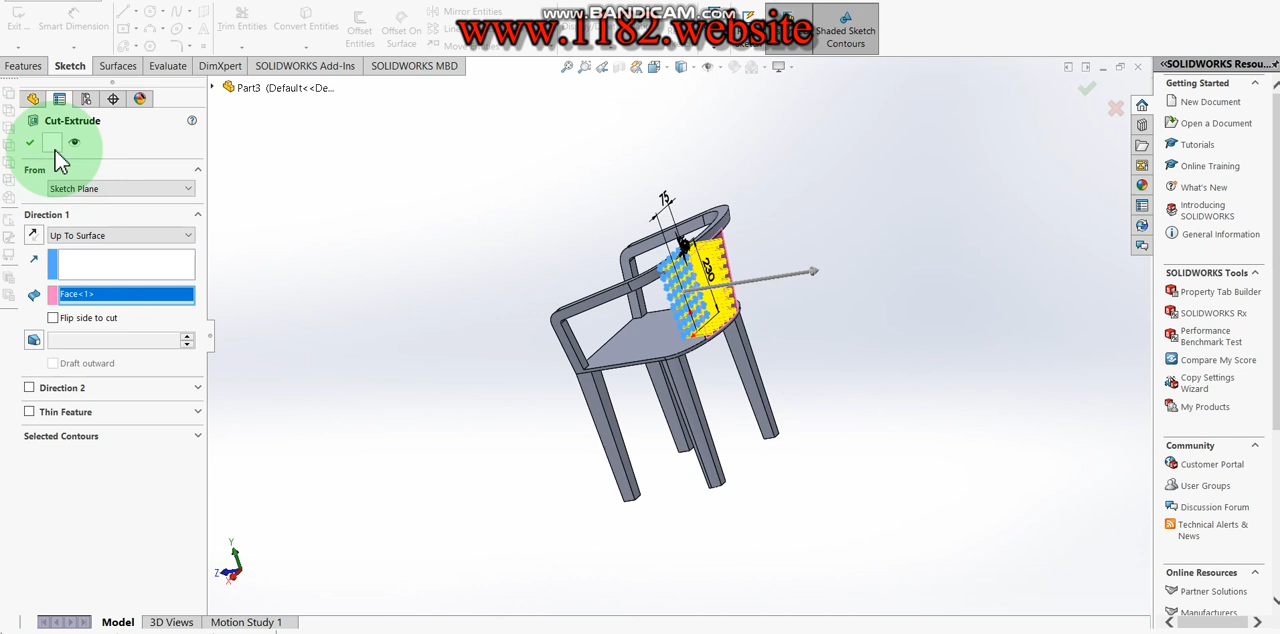 www.BANDICAM.com
www.1182.website
Exit...
Smart Dimension
Trim Entities
Convert Entities
Offset Entities
Offset On Surface
Mirror Entities
Move Entities
Shaded Sketch Contours
Features
Sketch
Surfaces
Evaluate
DimXpert
SOLIDWORKS Add-Ins
SOLIDWORKS MBD
Part3 (Default<<De...
Cut-Extrude
From
Sketch Plane
Direction 1
Up To Surface
Face<1>
Flip side to cut
Draft outward
Direction 2
Thin Feature
Selected Contours
75
230
Y
Z
X
Model
3D Views
Motion Study 1
SOLIDWORKS Resou...
Getting Started
New Document
Open a Document
Tutorials
Online Training
What's New
Introducing
SOLIDWORKS
General Information
SOLIDWORKS Tools
Property Tab Builder
SOLIDWORKS Rx
Performance
Benchmark Test
Compare My Score
Copy Settings
Wizard
My Products
Community
Customer Portal
User Groups
Discussion Forum
Technical Alerts &
News
Online Resources
Partner Solutions
Manufacturers